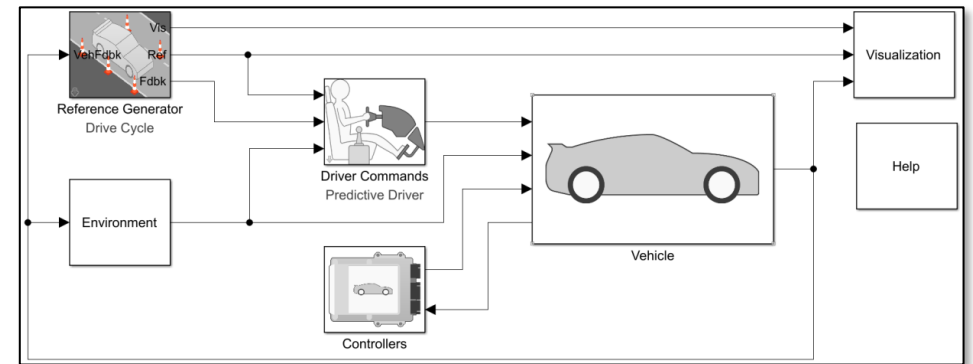 Vis
VehFdbk
Ref
Fdbk
Reference Generator
Drive Cycle
Visualization
Driver Commands
Predictive Driver
Help
Environment
Vehicle
Controllers